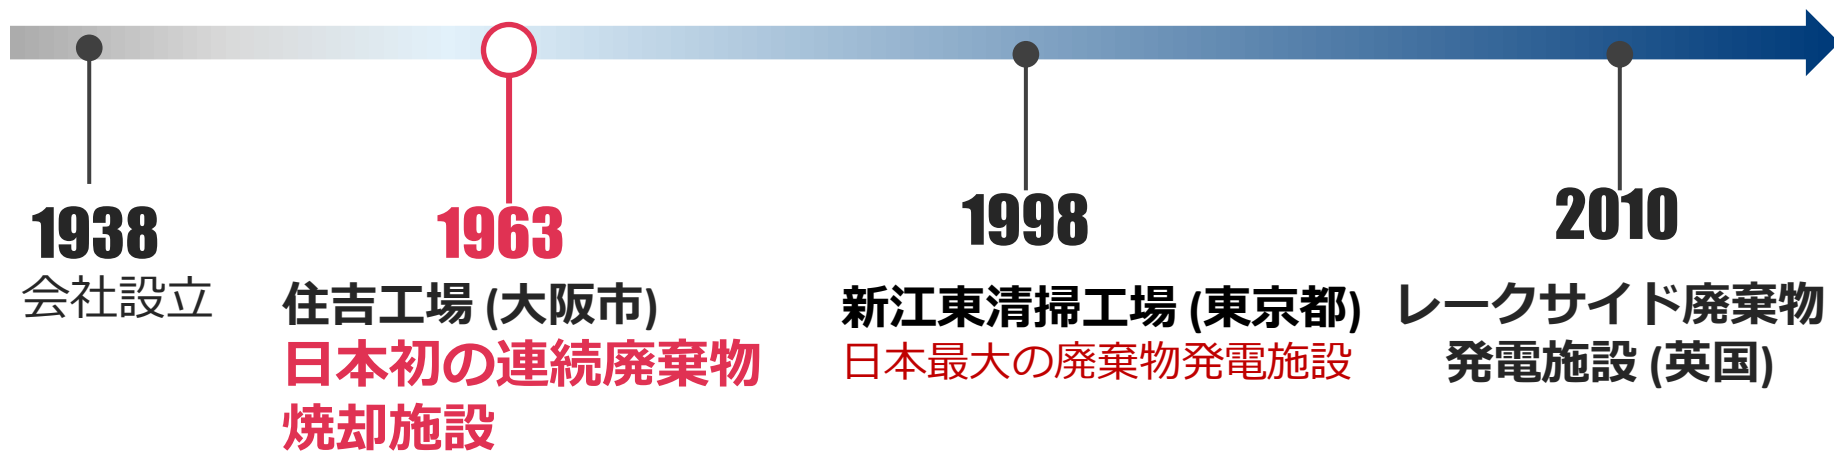 1938
会社設立
1963
住吉工場 (大阪市)
日本初の連続廃棄物
焼却施設
1998
新江東清掃工場 (東京都)
日本最大の廃棄物発電施設
2010
レークサイド廃棄物
発電施設 (英国)